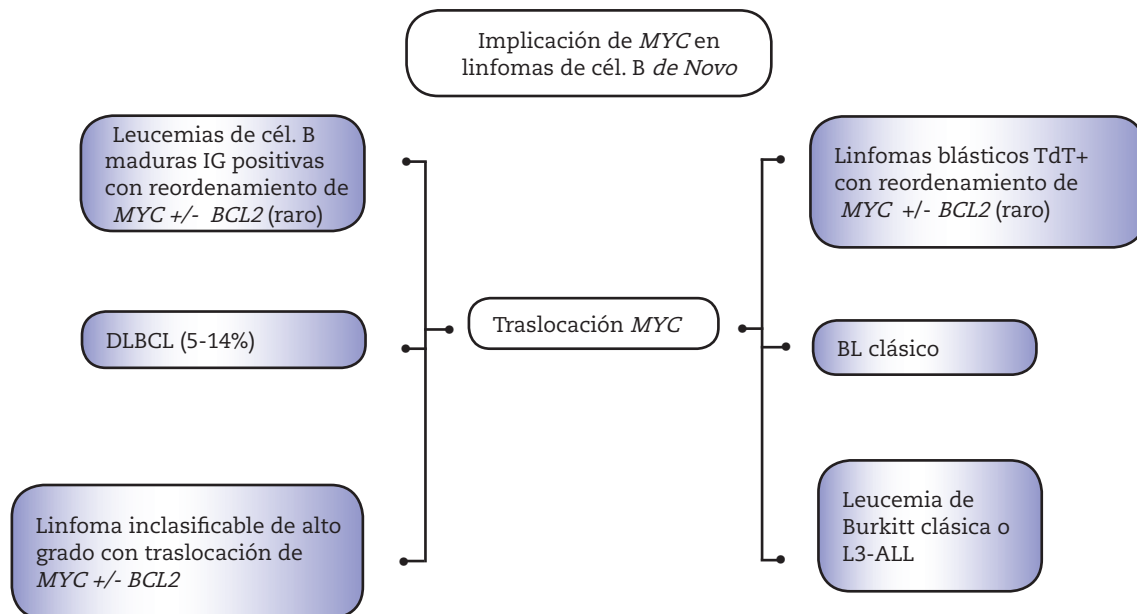 Implicación de MYC en
linfomas de cél. B de Novo
Leucemias de cél. B
maduras IG positivas
con reordenamiento de
MYC +/- BCL2 (raro)
Linfomas blásticos TdT+
con reordenamiento de
MYC +/- BCL2 (raro)
DLBCL (5-14%)
Traslocación MYC
BL clásico
Linfoma inclasificable de alto
grado con traslocación de
MYC +/- BCL2
Leucemia de
Burkitt clásica o
L3-ALL